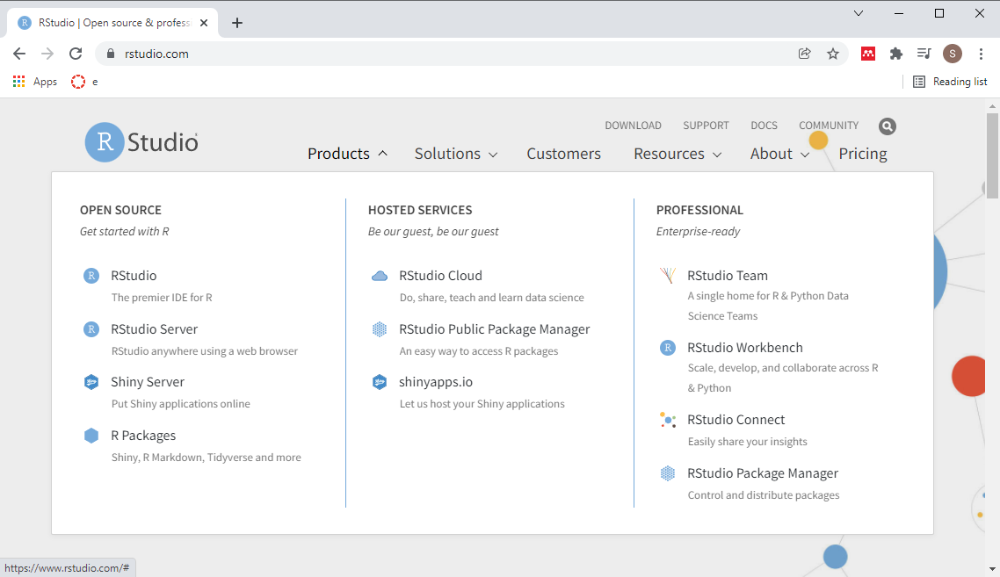 RStudio | Open source & profess
rstudio.com
S
Apps
e
Reading list
R Studio
DOWNLOAD SUPPORT DOCS COMMUNITY
Products Solutions Customers Resources About Pricing
OPEN SOURCE
Get started with R
R RStudio
The premier IDE for R
R RStudio Server
RStudio anywhere using a web browser
Shiny Server
Put Shiny applications online
R Packages
Shiny, R Markdown, Tidyverse and more
HOSTED SERVICES
Be our guest, be our guest
RStudio Cloud
Do, share, teach and learn data science
RStudio Public Package Manager
An easy way to access R packages
shinyapps.io
Let us host your Shiny applications
PROFESSIONAL
Enterprise-ready
RStudio Team
A single home for R & Python Data
Science Teams
R RStudio Workbench
Scale, develop, and collaborate across R
& Python
RStudio Connect
Easily share your insights
RStudio Package Manager
Control and distribute packages
https://www.rstudio.com/#